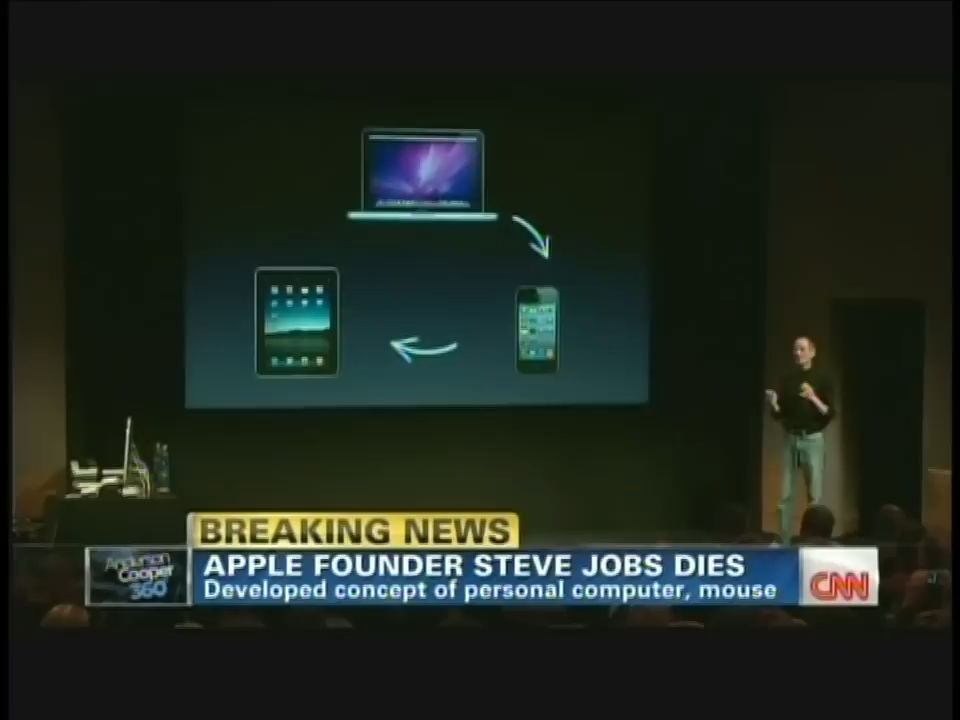 BREAKING NEWS
APPLE FOUNDER STEVE JOBS DIES
Developed concept of personal computer, mouse
Anderson
Cooper
360
CNN